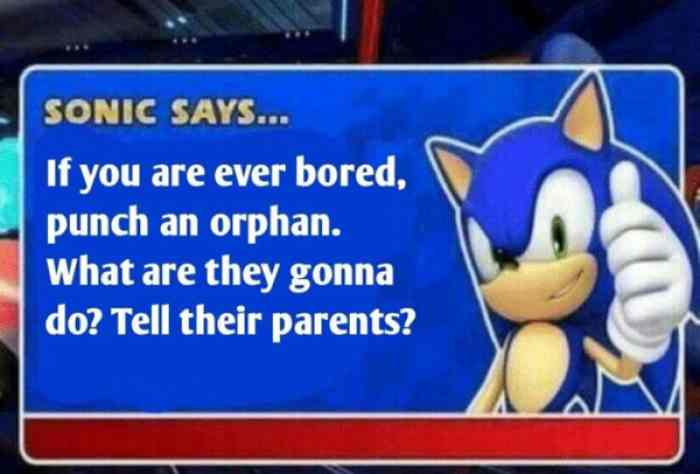 SONIC SAYS...
If you are ever bored,
punch an orphan.
What are they gonna
do? Tell their parents?